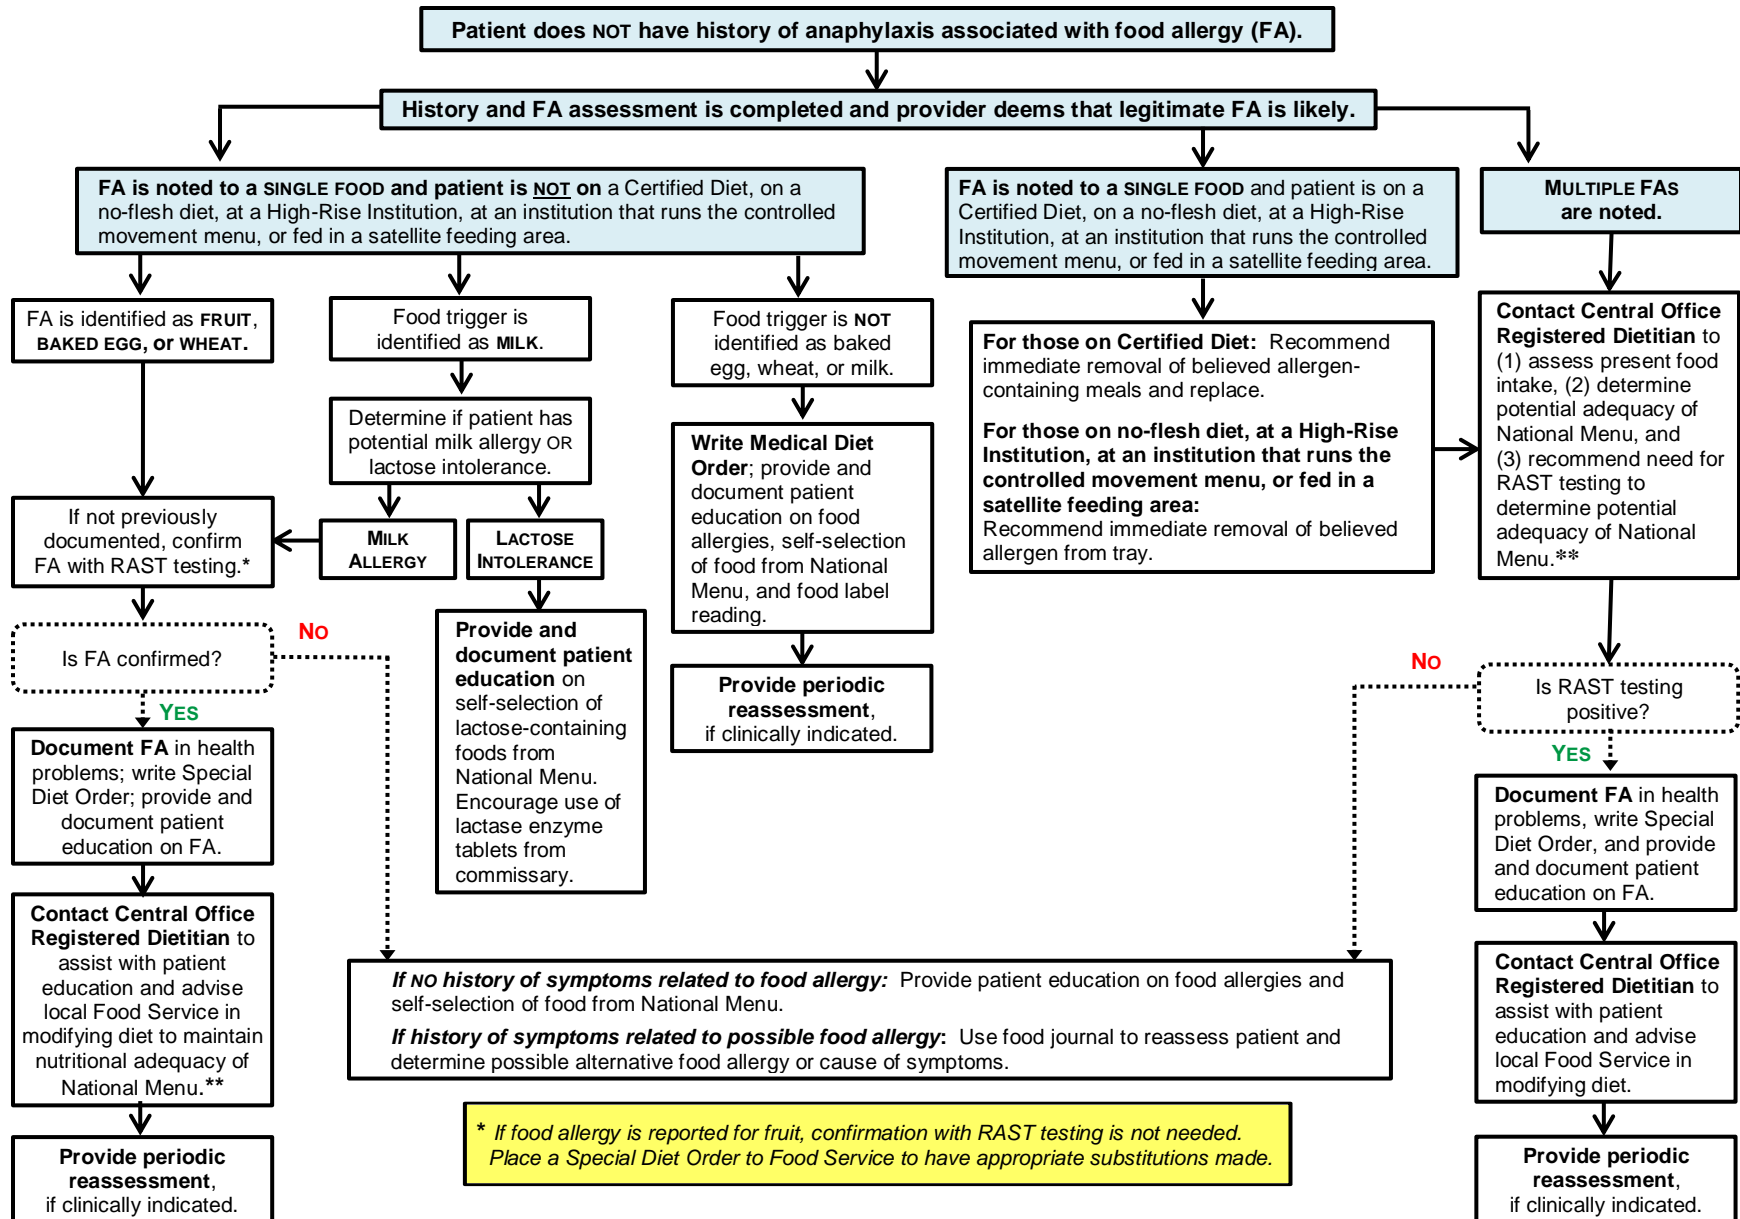 Patient does NOT have history of anaphylaxis associated with food allergy (FA).
History and FA assessment is completed and provider deems that legitimate FA is likely.
FA is noted to a SINGLE FOOD and patient is NOT on a Certified Diet, on a
no-flesh diet, at a High-Rise Institution, at an institution that runs the controlled
movement menu, or fed in a satellite feeding area.
FA is noted to a SINGLE FOOD and patient is on a
Certified Diet, on a no-flesh diet, at a High-Rise
Institution, at an institution that runs the controlled
movement menu, or fed in a satellite feeding area.
MULTIPLE FAS
are noted.
FA is identified as FRUIT,
BAKED EGG, or WHEAT.
Food trigger is
identified as MILK.
Food trigger is NOT
identified as baked
egg, wheat, or milk.
Determine if patient has
potential milk allergy OR
lactose intolerance.
If not previously
documented, confirm
FA with RAST testing.*
MILK
ALLERGY
LACTOSE
INTOLERANCE
Write Medical Diet
Order; provide and
document patient
education on food
allergies, self-selection
of food from National
Menu, and food label
reading.
For those on Certified Diet: Recommend
immediate removal of believed allergen-
containing meals and replace.
For those on no-flesh diet, at a High-Rise
Institution, at an institution that runs the
controlled movement menu, or fed in a
satellite feeding area:
Recommend immediate removal of believed
allergen from tray.
Contact Central Office
Registered Dietitian to
(1) assess present food
intake, (2) determine
potential adequacy of
National Menu, and
(3) recommend need for
RAST testing to
determine potential
adequacy of National
Menu.**
Is FA confirmed?
NO
YES
Provide and
document patient
education on
self-selection of
lactose-containing
foods from
National Menu.
Encourage use of
lactase enzyme
tablets from
commissary.
Provide periodic
reassessment,
if clinically indicated.
NO
Is RAST testing
positive?
YES
Document FA in health
problems; write Special
Diet Order; provide and
document patient
education on FA.
Contact Central Office
Registered Dietitian to
assist with patient
education and advise
local Food Service in
modifying diet to maintain
nutritional adequacy of
National Menu.**
Provide periodic
reassessment,
if clinically indicated.
If NO history of symptoms related to food allergy: Provide patient education on food allergies and
self-selection of food from National Menu.
If history of symptoms related to possible food allergy: Use food journal to reassess patient and
determine possible alternative food allergy or cause of symptoms.
* If food allergy is reported for fruit, confirmation with RAST testing is not needed.
Place a Special Diet Order to Food Service to have appropriate substitutions made.
Document FA in health
problems, write Special
Diet Order, and provide
and document patient
education on FA.
Contact Central Office
Registered Dietitian to
assist with patient
education and advise
local Food Service in
modifying diet.
Provide periodic
reassessment,
if clinically indicated.